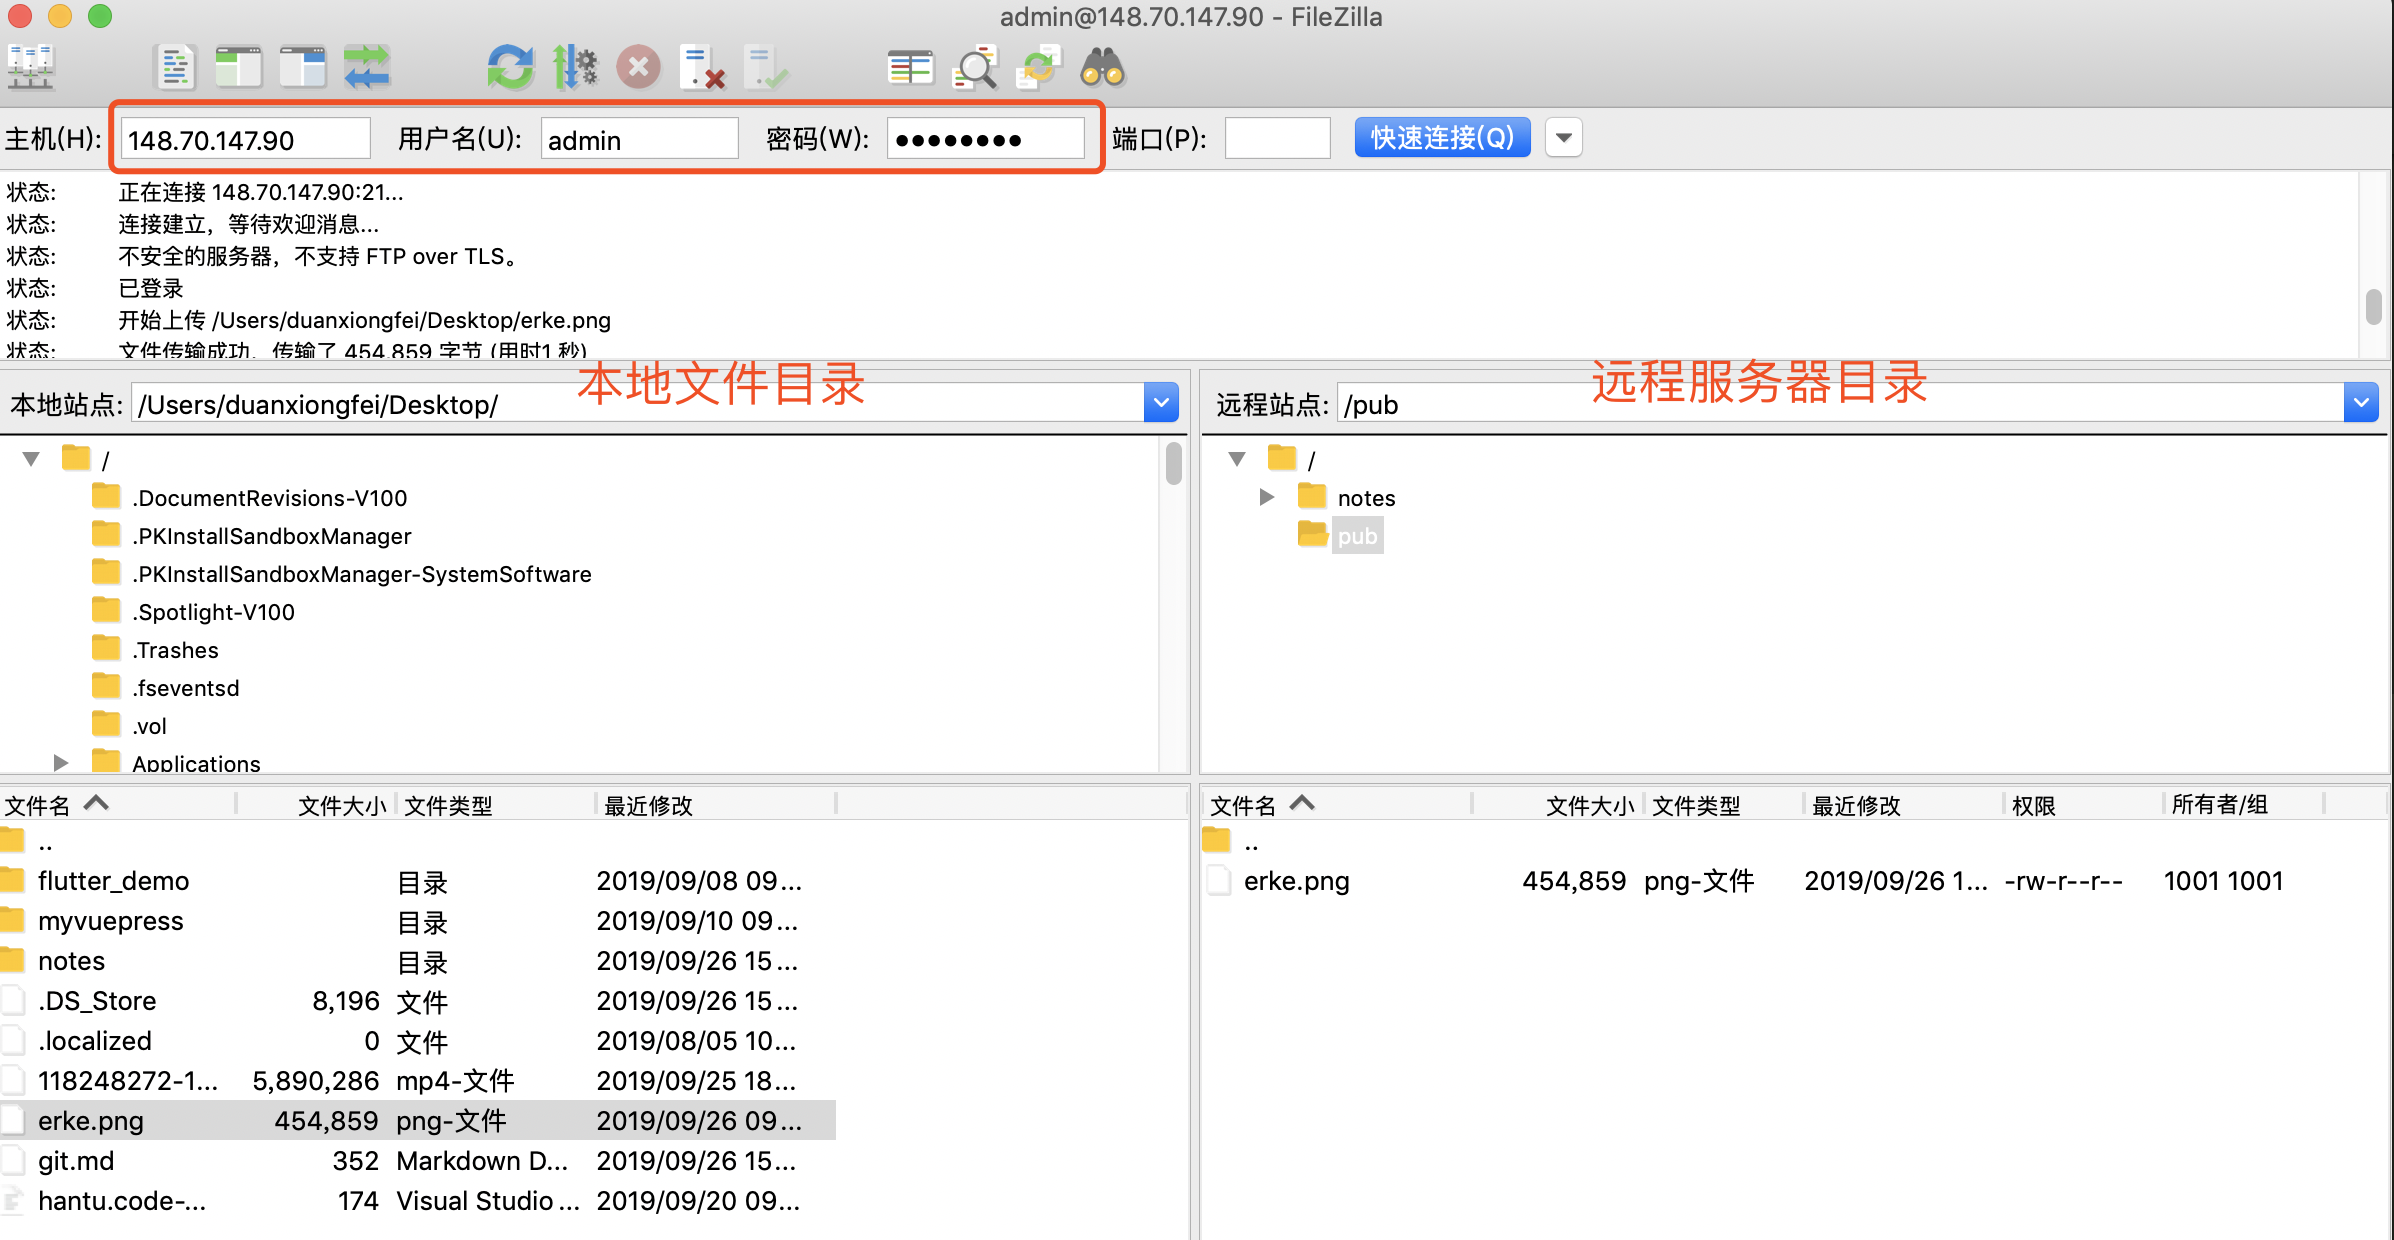 admin@148.70.147.90 - FileZilla
主机(H): 148.70.147.90 用户名(U): admin 密码(W): ●●●●●●●● 端口(P): 快速连接(Q)
状态: 正在连接 148.70.147.90:21...
状态: 连接建立，等待欢迎消息...
状态: 不安全的服务器，不支持 FTP over TLS。
状态: 已登录
状态: 开始上传 /Users/duanxiongfei/Desktop/erke.png
状态: 文件传输成功，传输了 454,859 字节 (用时1 秒)
本地文件目录
远程服务器目录
本地站点: /Users/duanxiongfei/Desktop/
/
.DocumentRevisions-V100
.PKInstallSandboxManager
.PKInstallSandboxManager-SystemSoftware
.Spotlight-V100
.Trashes
.fseventsd
.vol
Applications
远程站点: /pub
/
notes
pub
文件名 文件大小 文件类型 最近修改
..
flutter_demo 目录 2019/09/08 09...
myvuepress 目录 2019/09/10 09...
notes 目录 2019/09/26 15...
.DS_Store 8,196 文件 2019/09/26 15...
.localized 0 文件 2019/08/05 10...
118248272-1... 5,890,286 mp4-文件 2019/09/25 18...
erke.png 454,859 png-文件 2019/09/26 09...
git.md 352 Markdown D... 2019/09/26 15...
hantu.code-... 174 Visual Studio ... 2019/09/20 09...
文件名 文件大小 文件类型 最近修改 权限 所有者/组
..
erke.png 454,859 png-文件 2019/09/26 1... -rw-r--r-- 1001 1001